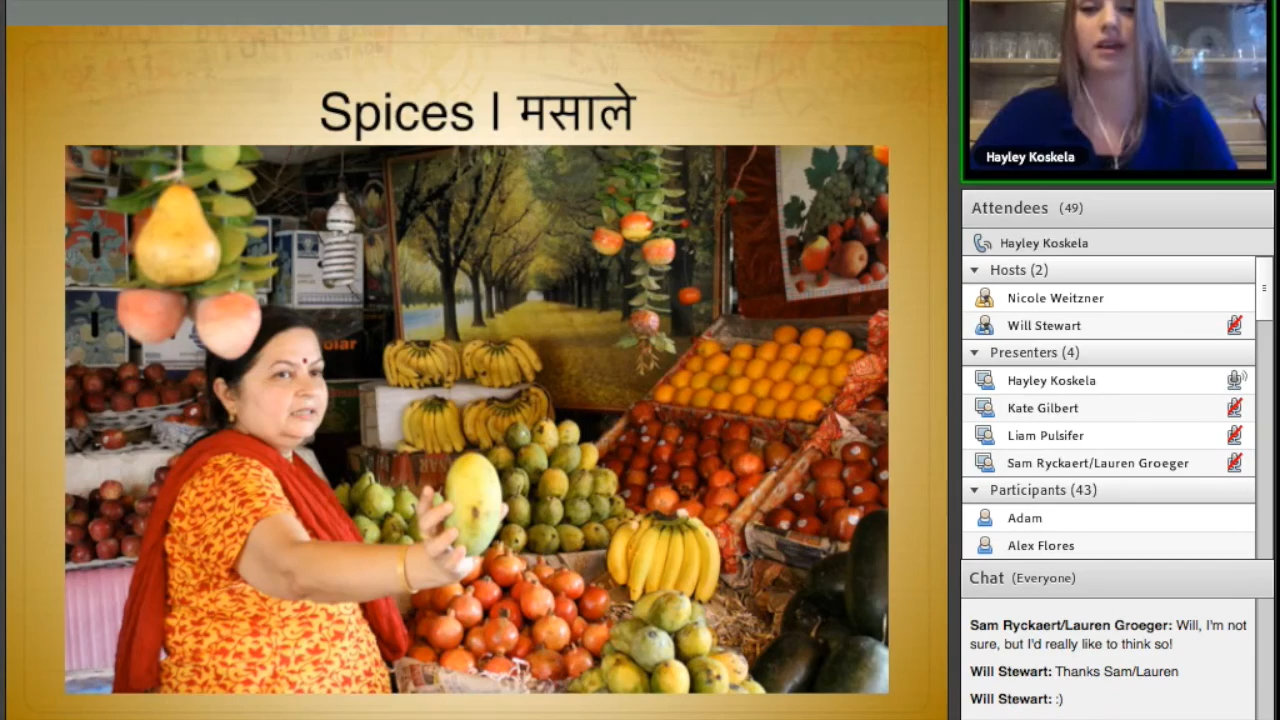 Spices | मसाले
Hayley Koskela
Attendees (49)
Hayley Koskela
Hosts (2)
Nicole Weitzner
Will Stewart
Presenters (4)
Hayley Koskela
Kate Gilbert
Liam Pulsifer
Sam Ryckaert/Lauren Groeger
Participants (43)
Adam
Alex Flores
Chat (Everyone)
Sam Ryckaert/Lauren Groeger: Will, I'm not
sure, but I'd really like to think so!
Will Stewart: Thanks Sam/Lauren
Will Stewart: :)